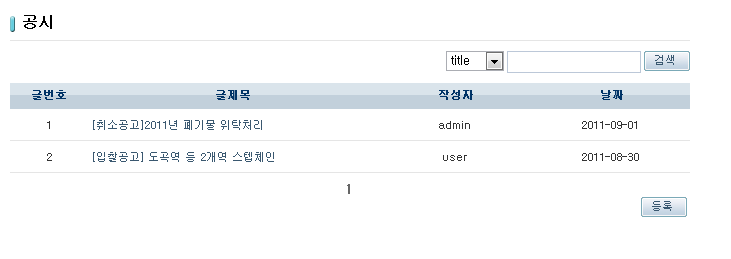 공시
title 검색
글번호 글제목 작성자 날짜
1 [취소공고]2011년 폐기물 위탁처리 admin 2011-09-01
2 [입찰공고] 도곡역 등 2개역 스텝체인 user 2011-08-30
1
등록